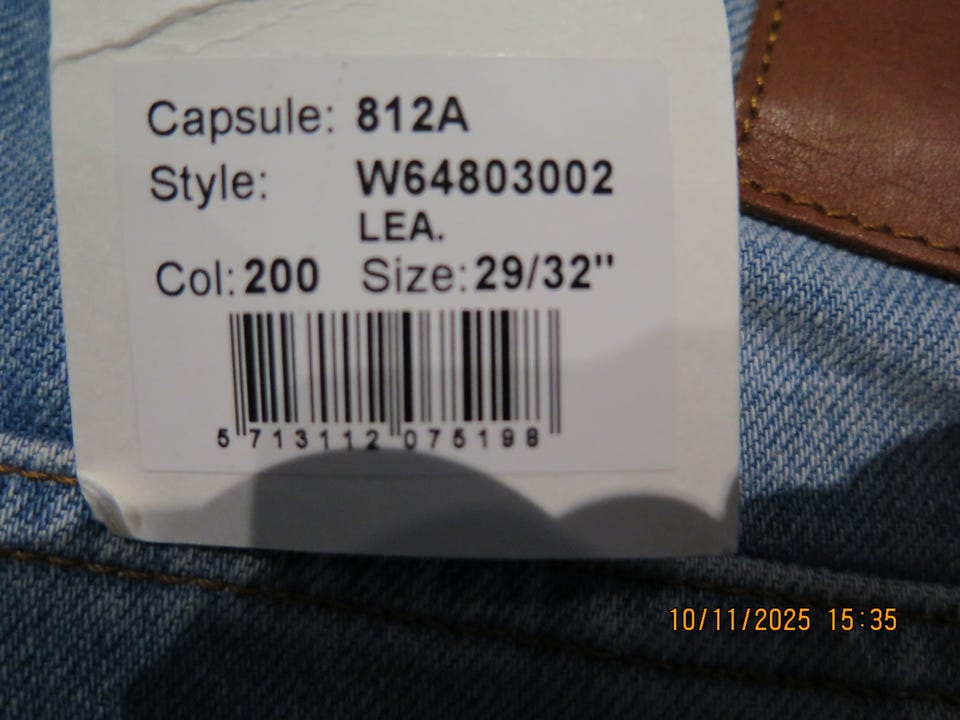 Capsule: 812A
Style: W64803002
LEA.
Col: 200 Size: 29/32"
5 713112 075198
10/11/2025 15:35